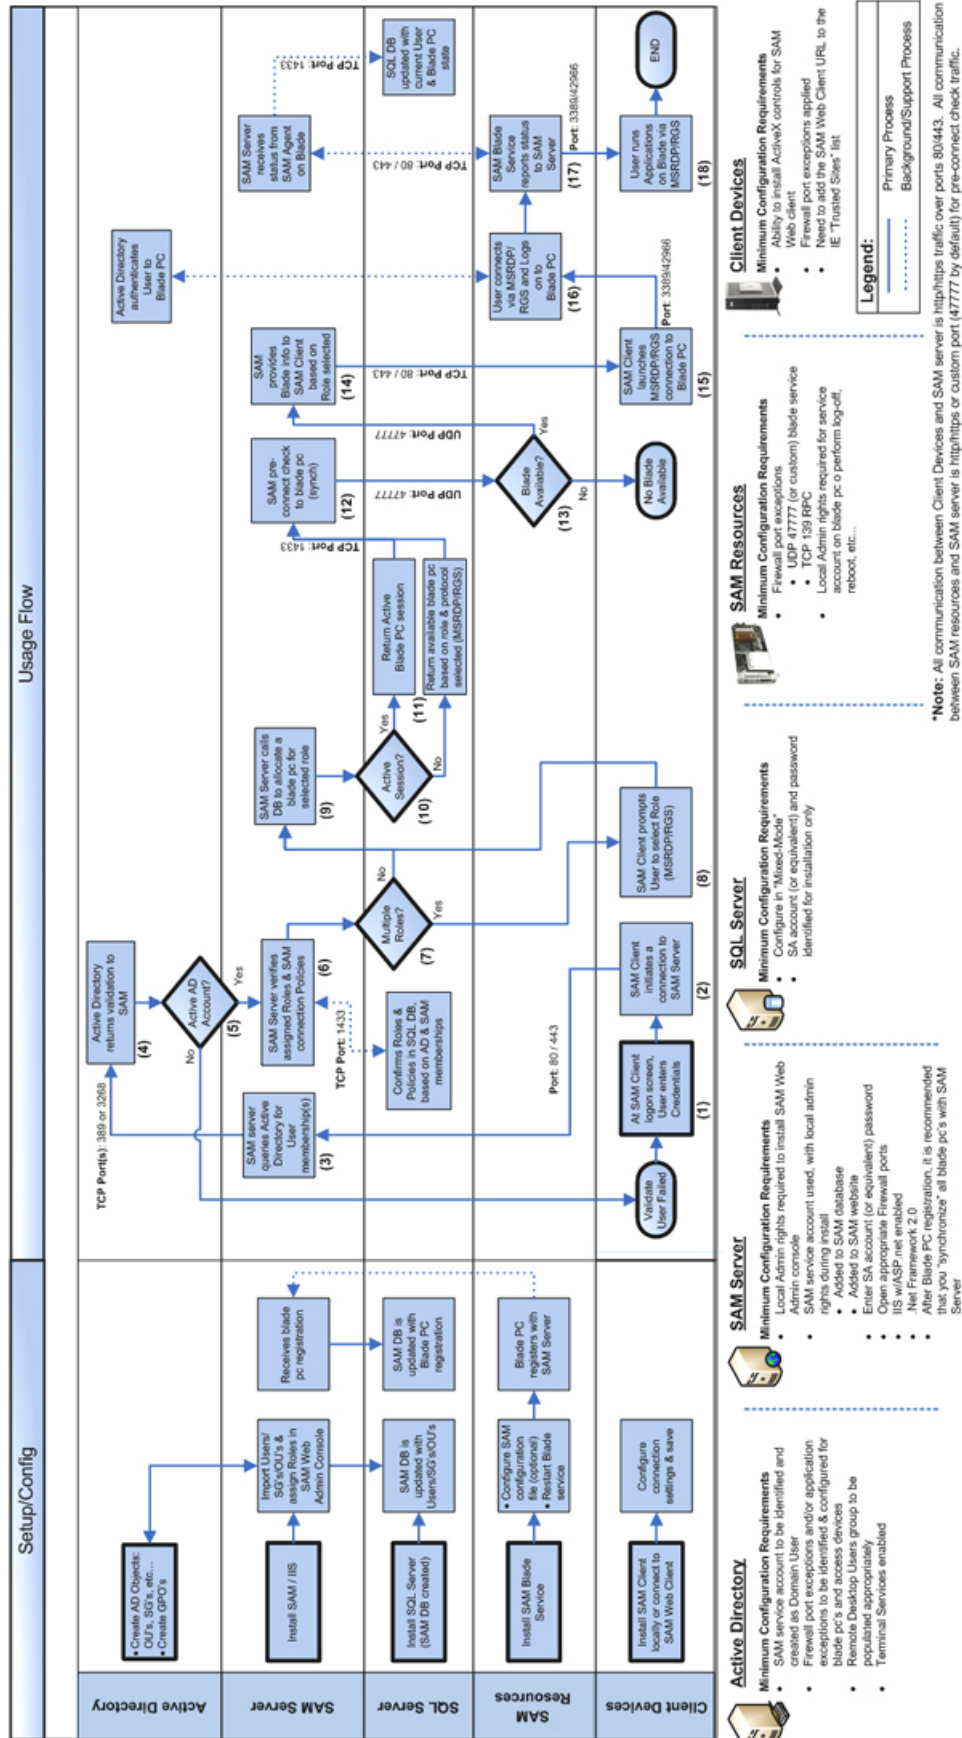 Setup/Config
Usage Flow
Active Directory
• Create AD Objects:
OU's, SG's, etc...
• Create GPO's
TCP Port(s): 389 or 3268
Active Directory
returns validation to
SAM
(4)
Active AD
Account?
(5)
No
Yes
Active Directory
authenticates
User to
Blade PC
SAM Server
Install SAM / IIS
Import Users/
SG's/OU's &
assign Roles in
SAM Web
Admin Console
Receives blade
pc registration
SAM server
queries Active
Directory for
User
membership(s)
(3)
SAM Server verifies
assigned Roles & SAM
connection Policies
(6)
SAM Server calls
DB to allocate a
blade pc for
selected role
(9)
SAM pre-
connect check
to blade pc
(synch)
(12)
SAM
provides
Blade info to
SAM Client
based on
Role selected
(14)
SAM Server
receives
status from
SAM Agent
on Blade
TCP Port: 1433
TCP Port: 1433
UDP Port: 47777
UDP Port: 47777
TCP Port: 80 / 443
TCP Port: 80 / 443
TCP Port: 1433
SQL Server
Install SQL Server
(SAM DB created)
SAM DB is
updated with
Users/SG's/OU's
SAM DB is
updated with
Blade PC
registration
Confirms Roles &
Policies in SQL DB,
based on AD & SAM
memberships
Multiple
Roles?
(7)
No
Yes
Active
Session?
(10)
Yes
No
(11)
Return Active
Blade PC session
Return available blade pc
based on role & protocol
selected (MSRDP/RGS)
SQL DB
updated with
current User
& Blade PC
state
SAM
Resources
Install SAM Blade
Service
• Configure SAM
configuration
file (optional)
• Restart Blade
service
Blade PC
registers with
SAM Server
Blade
Available?
(13)
Yes
No
User connects
via MSRDP/
RGS and Logs
on to
Blade PC
(16)
SAM Blade
Service
reports status
to SAM
Server
(17)
Port: 3389/42966
Port: 80 / 443
Port: 3389/42966
Client Devices
Install SAM Client
locally or connect to
SAM Web Client
Configure
connection
settings & save
Validate
User Failed
At SAM Client
logon screen,
User enters
Credentials
(1)
SAM Client
initiates a
connection to
SAM Server
(2)
SAM Client prompts
User to select Role
(MSRDP/RGS)
(8)
No Blade
Available
SAM Client
launches
MSRDP/RGS
connection to
Blade PC
(15)
User runs
Applications
on Blade via
MSRDP/RGS
(18)
END
Active Directory
Minimum Configuration Requirements
• SAM service account to be identified and
created as Domain User
• Firewall port exceptions and/or application
exceptions to be identified & configured for
blade pc's and access devices
• Remote Desktop Users group to be
populated appropriately
• Terminal Services enabled
SAM Server
Minimum Configuration Requirements
• Local Admin rights required to install SAM Web
Admin console
• SAM service account used, with local admin
rights during install
• Added to SAM database
• Added to SAM website
• Enter SA account (or equivalent) password
• Open appropriate Firewall ports
• IIS w/ASP.net enabled
• .Net Framework 2.0
• After Blade PC registration, it is recommended
that you "synchronize" all blade pc's with SAM
Server
SQL Server
Minimum Configuration Requirements
• Configure in "Mixed-Mode"
• SA account (or equivalent) and password
identified for installation only
SAM Resources
Minimum Configuration Requirements
• Firewall port exceptions
• UDP 47777 (or custom) blade service
• TCP 139 RPC
• Local Admin rights required for service
account on blade pc o perform log-off,
reboot, etc...
Client Devices
Minimum Configuration Requirements
• Ability to install ActiveX controls for SAM
Web client
• Firewall port exceptions applied
• Need to add the SAM Web Client URL to the
IE "Trusted Sites" list
Legend:
Primary Process
Background/Support Process
*Note: All communication between Client Devices and SAM server is http/https traffic over ports 80/443. All communication
between SAM resources and SAM server is http/https or custom port (47777 by default) for pre-connect check traffic.